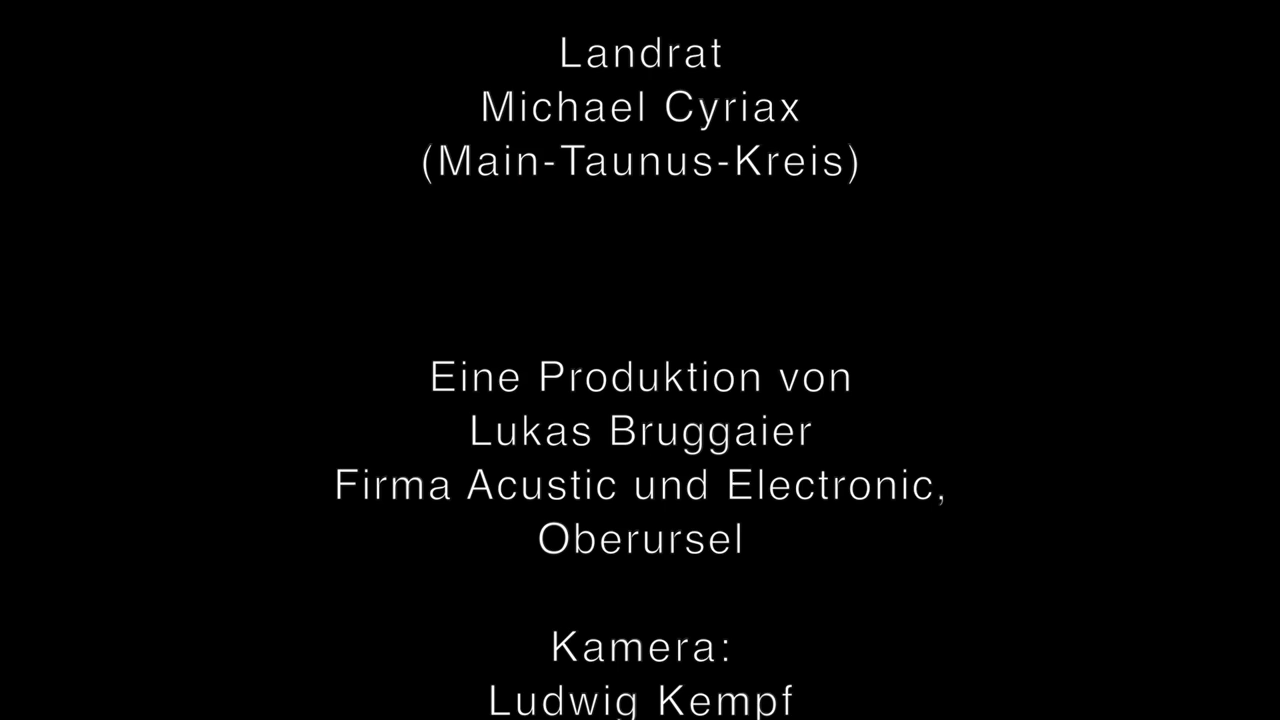 Landrat
Michael Cyriax
(Main-Taunus-Kreis)
Eine Produktion von
Lukas Bruggaier
Firma Acustic und Electronic,
Oberursel
Kamera:
Ludwig Kempf